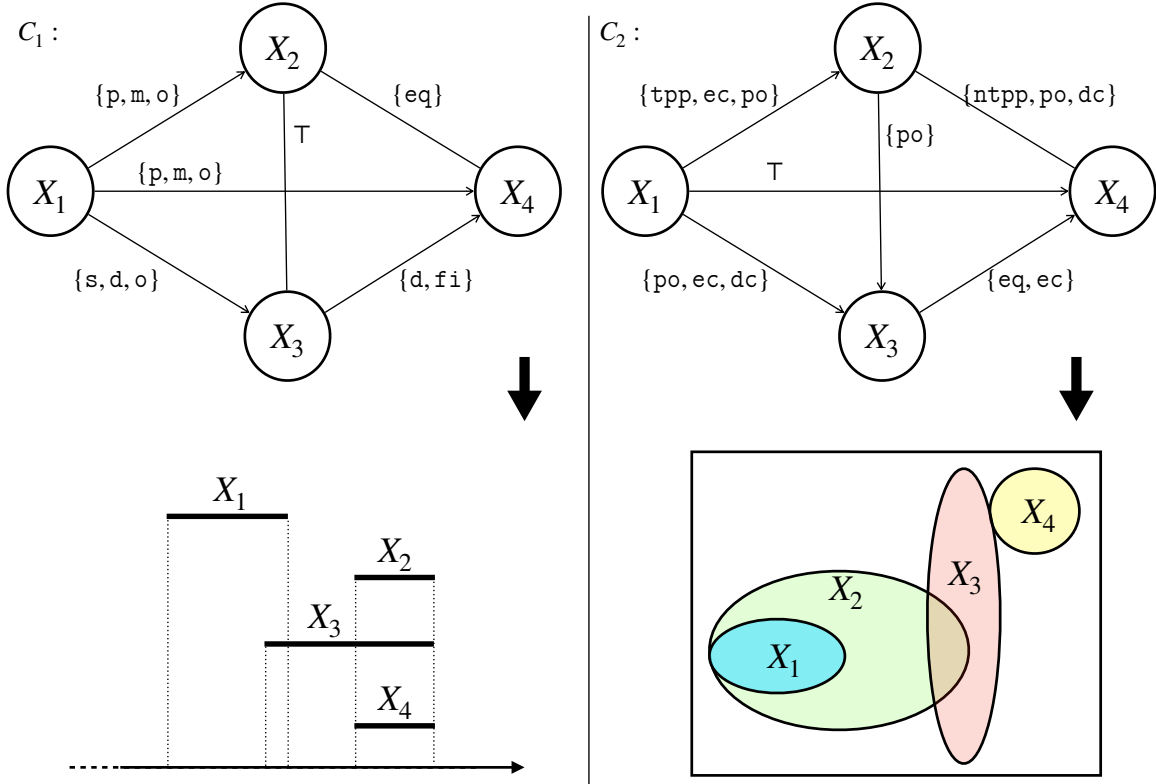 C₁ :
X₂
{p, m, o}
{eq}
⊤
X₁
{p, m, o}
X₄
{s, d, o}
{d, fi}
X₃
X₁
X₂
X₃
X₄
C₂ :
X₂
{tpp, ec, po}
{ntpp, po, dc}
{po}
⊤
X₁
X₄
{po, ec, dc}
{eq, ec}
X₃
X₄
X₃
X₂
X₁